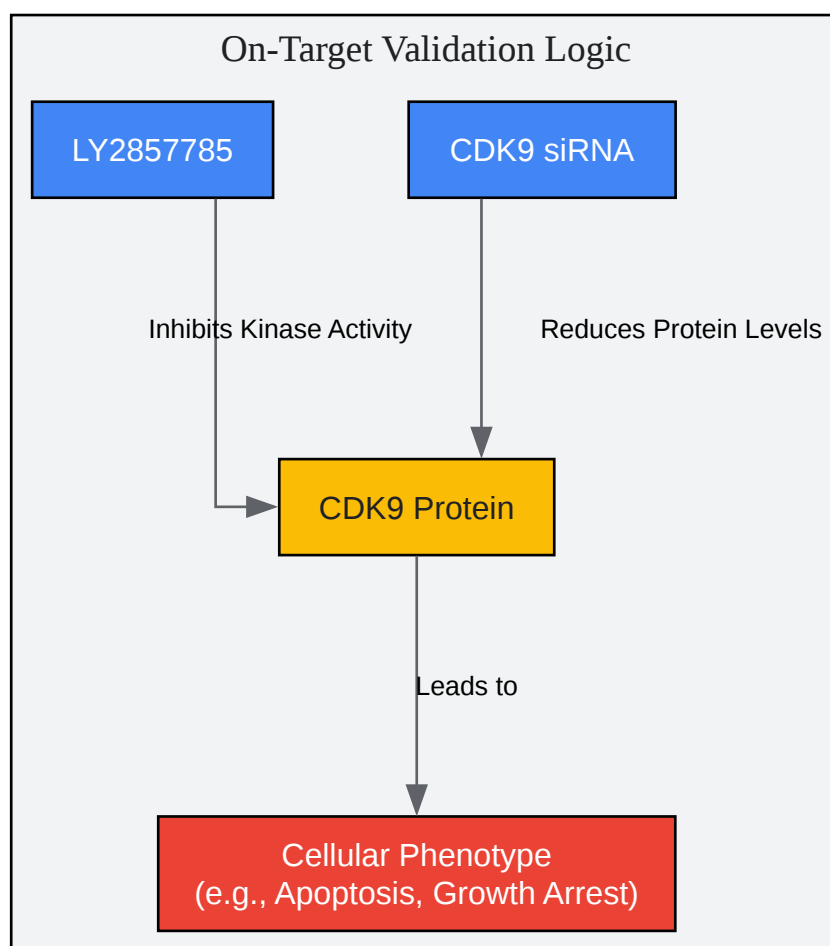 On-Target Validation Logic
LY2857785
CDK9 siRNA
Inhibits Kinase Activity
Reduces Protein Levels
CDK9 Protein
Leads to
Cellular Phenotype
(e.g., Apoptosis, Growth Arrest)